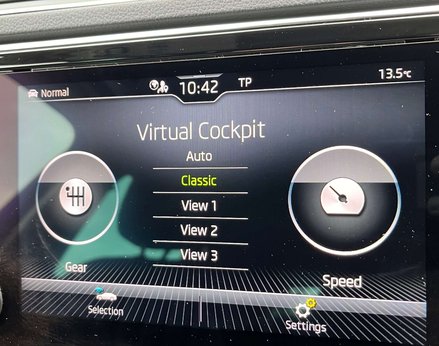 Normal
10:42
TP
13.5°C
Virtual Cockpit
Auto
Classic
View 1
View 2
View 3
Gear
Speed
Selection
Settings